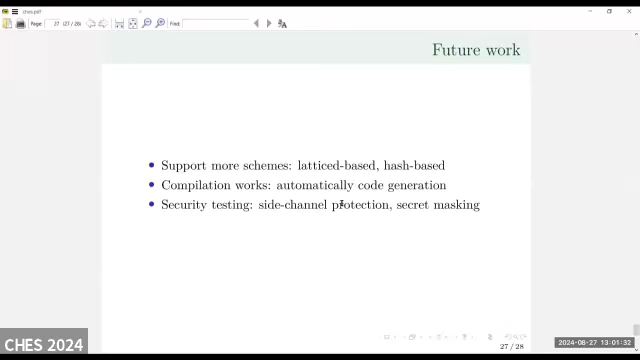 ches.pdf
Page:
27 (27 / 28)
Find:
Future work
Support more schemes: latticed-based, hash-based
Compilation works: automatically code generation
Security testing: side-channel protection, secret masking
27 / 28
CHES 2024
2024-08-27 13:01:32